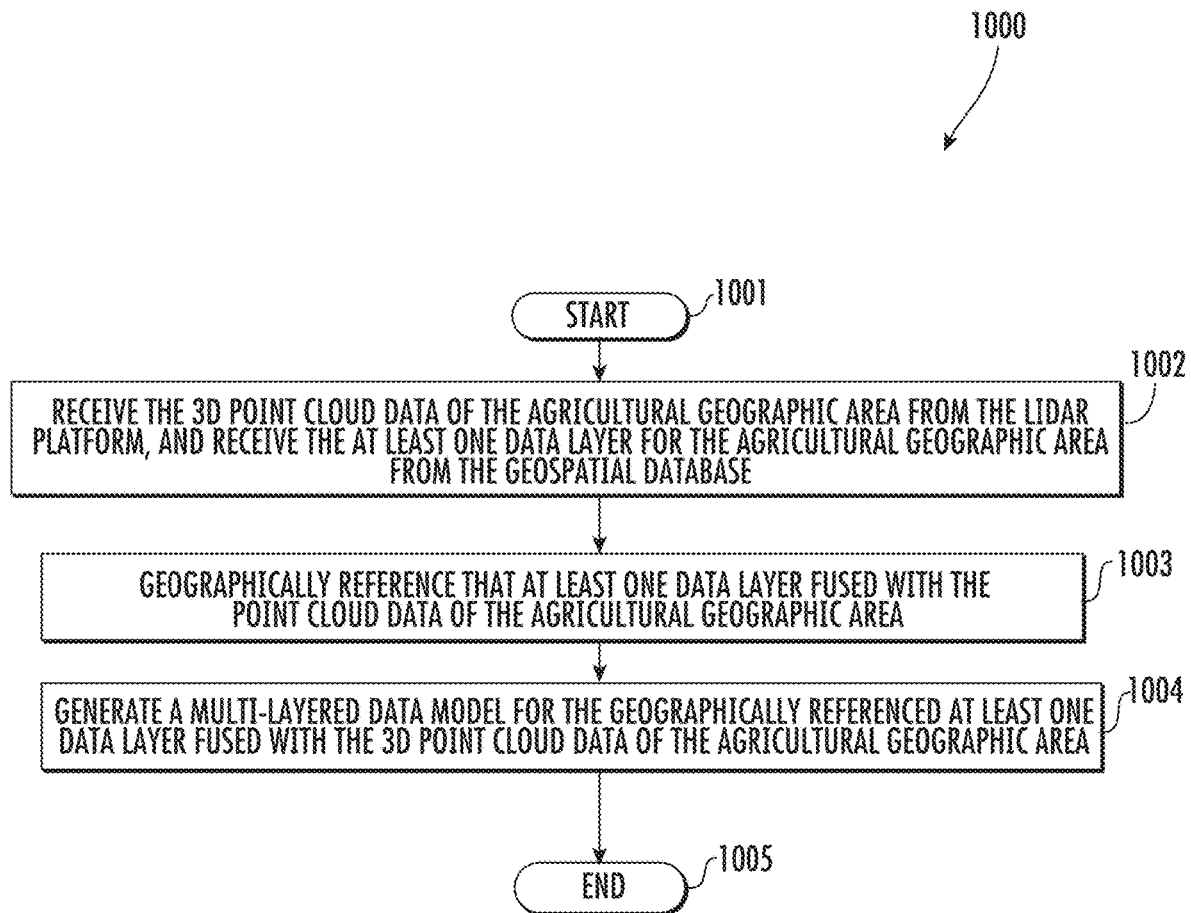 1000
START
1001
1002
RECEIVE THE 3D POINT CLOUD DATA OF THE AGRICULTURAL GEOGRAPHIC AREA FROM THE LIDAR
PLATFORM, AND RECEIVE THE AT LEAST ONE DATA LAYER FOR THE AGRICULTURAL GEOGRAPHIC AREA
FROM THE GEOSPATIAL DATABASE
1003
GEOGRAPHICALLY REFERENCE THAT AT LEAST ONE DATA LAYER FUSED WITH THE
POINT CLOUD DATA OF THE AGRICULTURAL GEOGRAPHIC AREA
1004
GENERATE A MULTI-LAYERED DATA MODEL FOR THE GEOGRAPHICALLY REFERENCED AT LEAST ONE
DATA LAYER FUSED WITH THE 3D POINT CLOUD DATA OF THE AGRICULTURAL GEOGRAPHIC AREA
1005
END